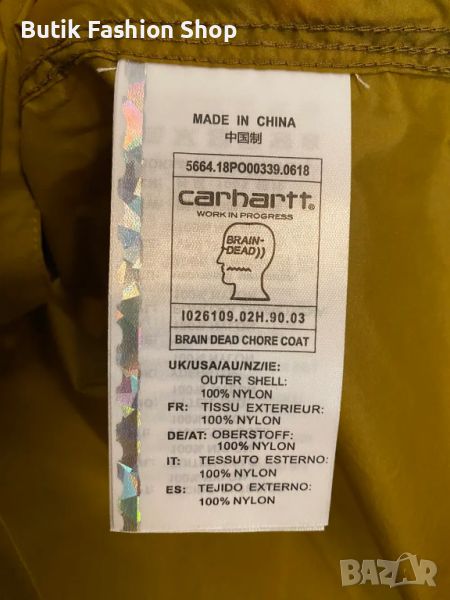 Butik Fashion Shop
MADE IN CHINA
中国制
5664.18PO00339.0618
carhartt®
WORK IN PROGRESS
BRAIN-
DEAD))
I026109.02H.90.03
BRAIN DEAD CHORE COAT
UK/USA/AU/NZ/IE:
OUTER SHELL:
100% NYLON
FR: TISSU EXTERIEUR:
100% NYLON
DE/AT: OBERSTOFF:
100% NYLON
IT: TESSUTO ESTERNO:
100% NYLON
ES: TEJIDO EXTERNO:
100% NYLON
BAZAR